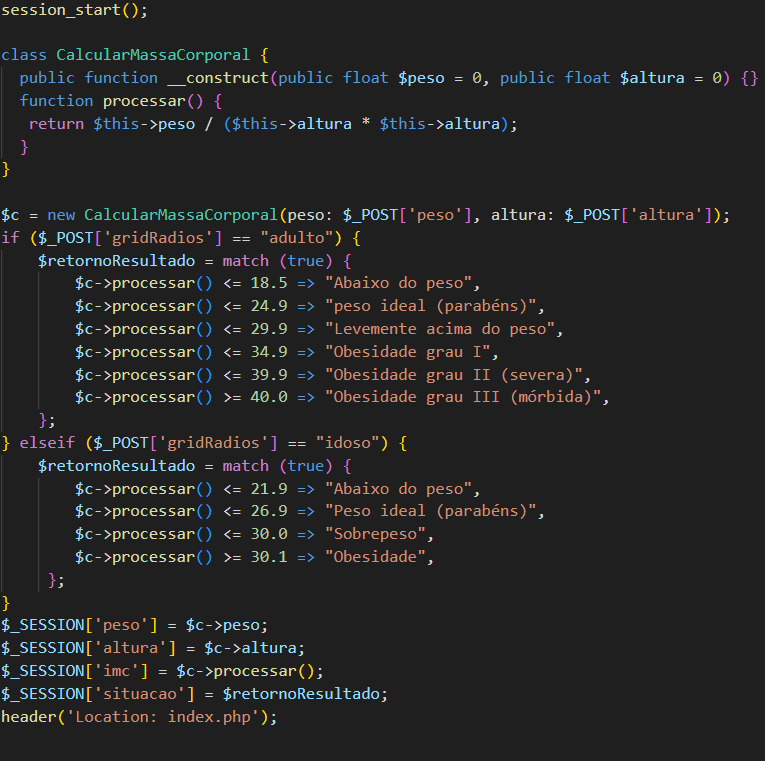 session_start();
class CalcularMassaCorporal {
public function __construct(public float $peso = 0, public float $altura = 0) {}
function processar() {
return $this->peso / ($this->altura * $this->altura);
}
}
$c = new CalcularMassaCorporal(peso: $_POST['peso'], altura: $_POST['altura']);
if ($_POST['gridRadios'] == "adulto") {
$retornoResultado = match (true) {
$c->processar() <= 18.5 => "Abaixo do peso",
$c->processar() <= 24.9 => "peso ideal (parabéns)",
$c->processar() <= 29.9 => "Levemente acima do peso",
$c->processar() <= 34.9 => "Obesidade grau I",
$c->processar() <= 39.9 => "Obesidade grau II (severa)",
$c->processar() >= 40.0 => "Obesidade grau III (mórbida)",
};
} elseif ($_POST['gridRadios'] == "idoso") {
$retornoResultado = match (true) {
$c->processar() <= 21.9 => "Abaixo do peso",
$c->processar() <= 26.9 => "Peso ideal (parabéns)",
$c->processar() <= 30.0 => "Sobrepeso",
$c->processar() >= 30.1 => "Obesidade",
};
}
$_SESSION['peso'] = $c->peso;
$_SESSION['altura'] = $c->altura;
$_SESSION['imc'] = $c->processar();
$_SESSION['situacao'] = $retornoResultado;
header('Location: index.php');